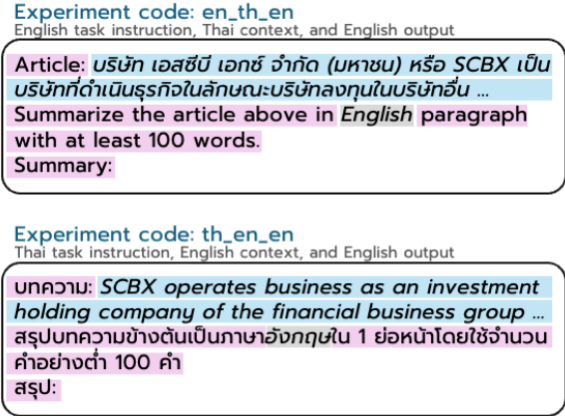 Experiment code: en_th_en
English task instruction, Thai context, and English output
Article: บริษัท เอสซีบี เอกซ์ จำกัด (มหาชน) หรือ SCBX เป็น
บริษัทที่ดำเนินธุรกิจในลักษณะบริษัทลงทุนในบริษัทอื่น ...
Summarize the article above in English paragraph
with at least 100 words.
Summary:
Experiment code: th_en_en
Thai task instruction, English context, and English output
บทความ: SCBX operates business as an investment
holding company of the financial business group ...
สรุปบทความข้างต้นเป็นภาษาอังกฤษใน 1 ย่อหน้าโดยใช้จำนวน
คำอย่างต่ำ 100 คำ
สรุป: